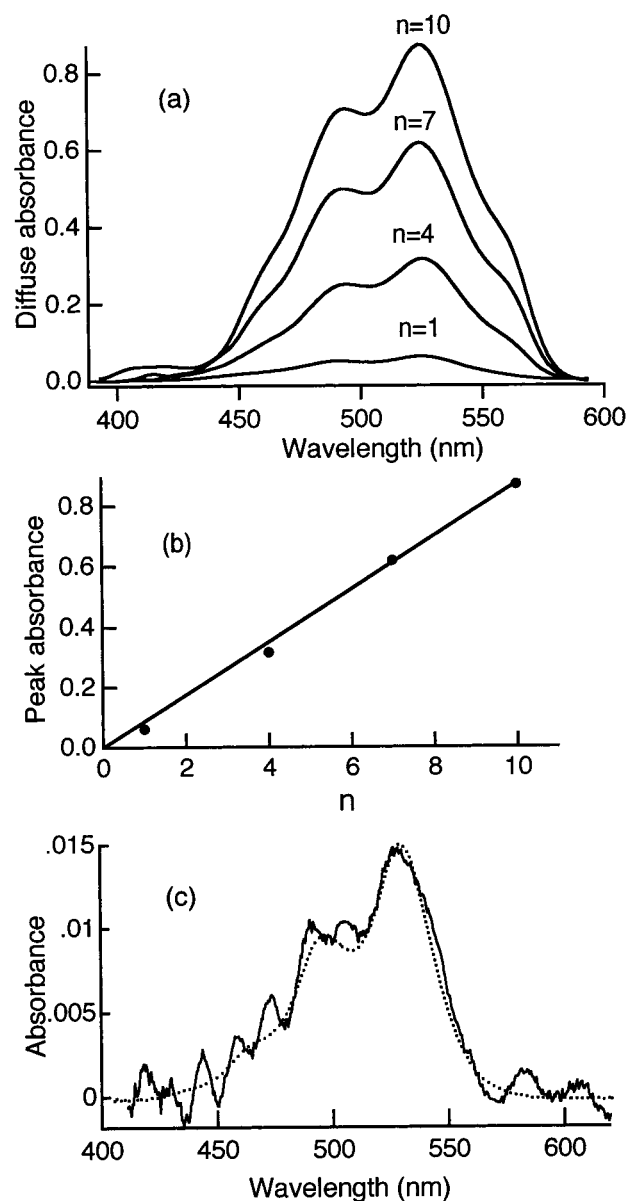 n=10
(a)
n=7
n=4
n=1
Diffuse absorbance
0.8
0.6
0.4
0.2
0.0
400 450 500 550 600
Wavelength (nm)
(b)
Peak absorbance
0.8
0.6
0.4
0.2
0.0
0 2 4 6 8 10
n
(c)
Absorbance
.015
.01
.005
0
400 450 500 550 600
Wavelength (nm)